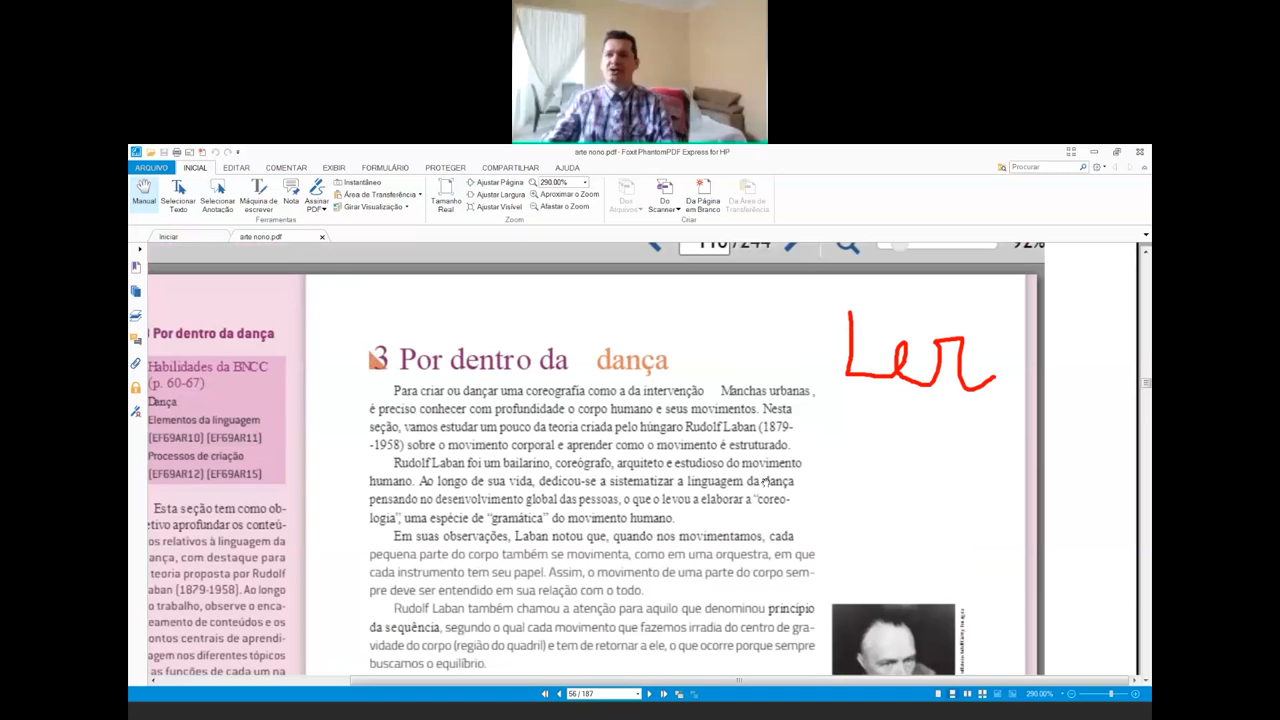 arte nono.pdf - Foxit PhantomPDF Express for HP
ARQUIVO INICIAL EDITAR COMENTAR EXIBIR FORMULÁRIO PROTEGER COMPARTILHAR AJUDA
Procurar
Manual
Selecionar Texto
Selecionar Anotação
Máquina de escrever
Nota
Assinar PDF
Instantâneo
Área de Transferência
Girar Visualização
Ferramentas
Tamanho Real
Ajustar Página
Ajustar Largura
Ajustar Visível
290.00%
Aproximar o Zoom
Afastar o Zoom
Zoom
Dos Arquivos
Do Scanner
Da Página em Branco
Da Área de Transferência
Criar
Iniciar
arte nono.pdf
/244
92%
Por dentro da dança
Habilidades da BNCC
(p. 60-67)
Dança
Elementos da linguagem
(EF69AR10) (EF69AR11)
Processos de criação
(EF69AR12) (EF69AR15)
Esta seção tem como ob-
etivo aprofundar os conteú-
os relativos à linguagem da
ança, com destaque para
teoria proposta por Rudolf
aban (1879-1958). Ao longo
o trabalho, observe o enca-
eamento de conteúdos e os
ontos centrais de aprendi-
agem nos diferentes tópicos
as funções de cada um na
3 Por dentro da dança
Para criar ou dançar uma coreografia como a da intervenção Manchas urbanas ,
é preciso conhecer com profundidade o corpo humano e seus movimentos. Nesta
seção, vamos estudar um pouco da teoria criada pelo húngaro Rudolf Laban (1879-
-1958) sobre o movimento corporal e aprender como o movimento é estruturado.
Rudolf Laban foi um bailarino, coreógrafo, arquiteto e estudioso do movimento
humano. Ao longo de sua vida, dedicou-se a sistematizar a linguagem da dança
pensando no desenvolvimento global das pessoas, o que o levou a elaborar a “coreo-
logia”, uma espécie de “gramática” do movimento humano.
Em suas observações, Laban notou que, quando nos movimentamos, cada
pequena parte do corpo também se movimenta, como em uma orquestra, em que
cada instrumento tem seu papel. Assim, o movimento de uma parte do corpo sem-
pre deve ser entendido em sua relação com o todo.
Rudolf Laban também chamou a atenção para aquilo que denominou princípio
da sequência, segundo o qual cada movimento que fazemos irradia do centro de gra-
vidade do corpo (região do quadril) e tem de retornar a ele, o que ocorre porque sempre
buscamos o equilíbrio.
Ler
56 / 187
290.00%